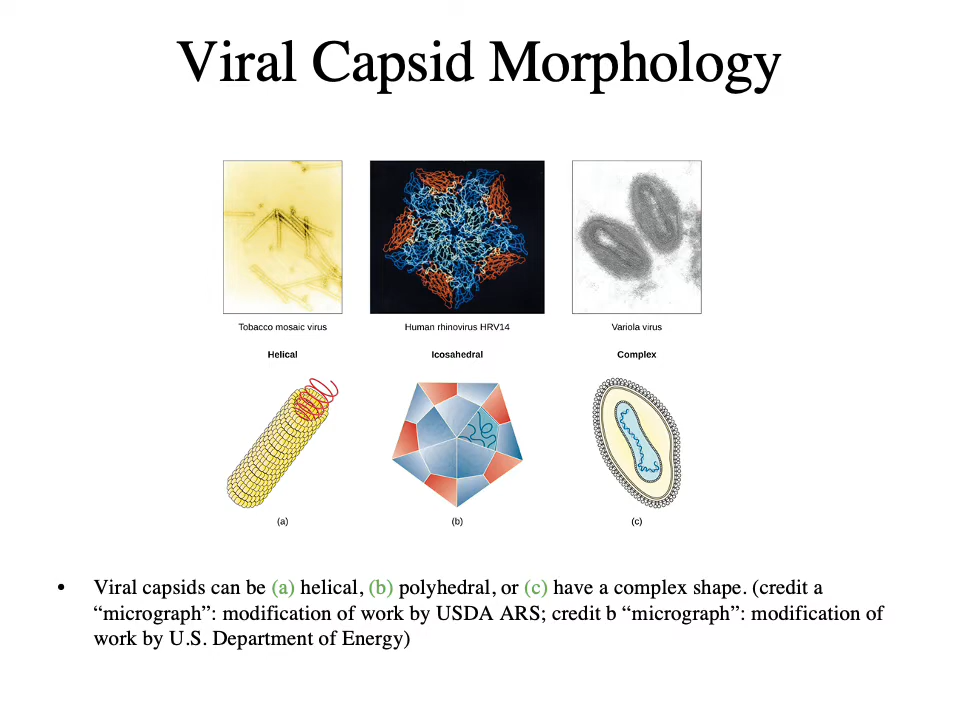 Viral Capsid Morphology
Tobacco mosaic virus
Human rhinovirus HRV14
Variola virus
Helical
Icosahedral
Complex
(a)
(b)
(c)
• Viral capsids can be (a) helical, (b) polyhedral, or (c) have a complex shape. (credit a
“micrograph”: modification of work by USDA ARS; credit b “micrograph”: modification of
work by U.S. Department of Energy)